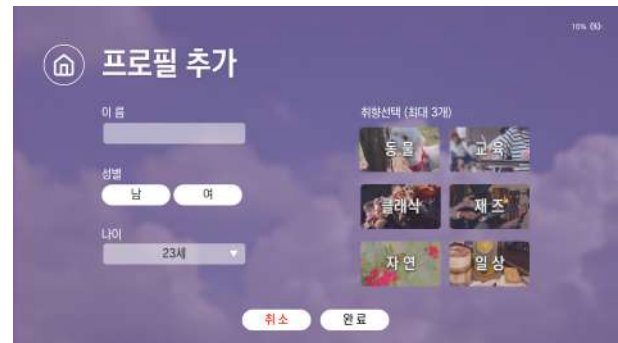 10%
프로필 추가
이름
성별
남 여
나이
23세
취향선택 (최대 3개)
동물 교육
클래식 재즈
자연 일상
취소 완료